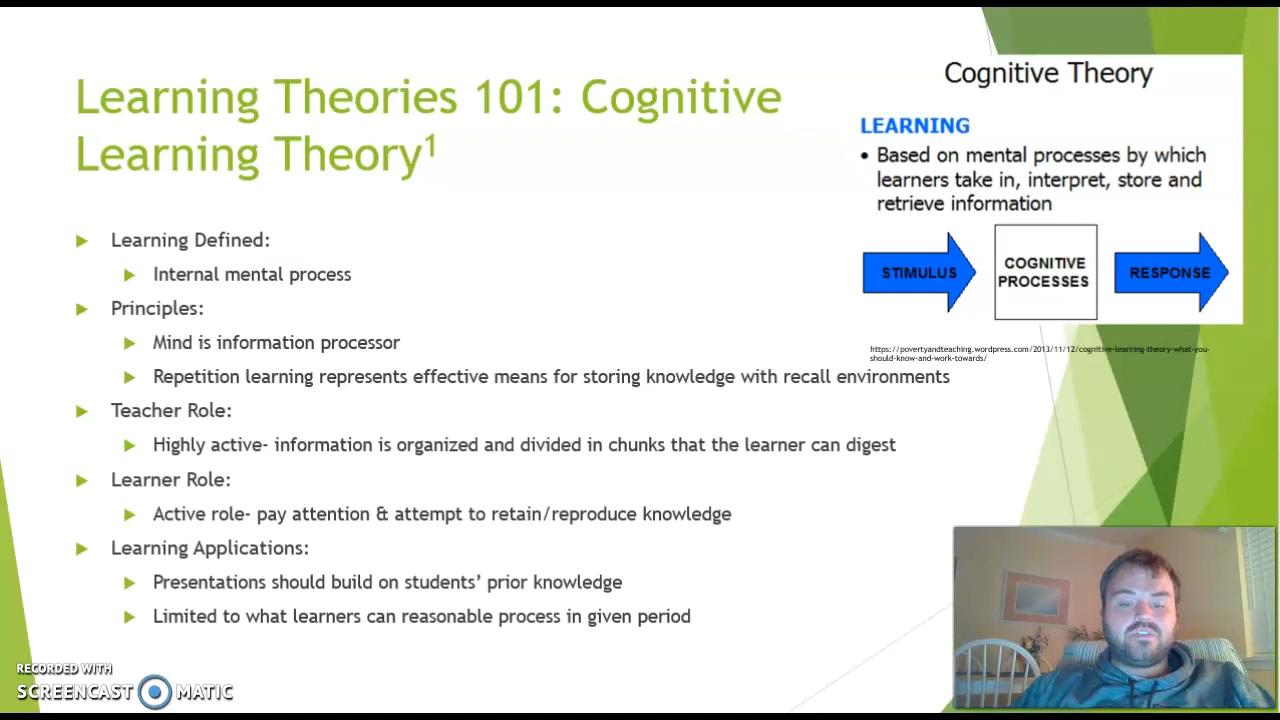 Learning Theories 101: Cognitive
Learning Theory¹
Learning Defined:
Internal mental process
Principles:
Mind is information processor
Repetition learning represents effective means for storing knowledge with recall environments
Teacher Role:
Highly active- information is organized and divided in chunks that the learner can digest
Learner Role:
Active role- pay attention & attempt to retain/reproduce knowledge
Learning Applications:
Presentations should build on students’ prior knowledge
Limited to what learners can reasonable process in given period
Cognitive Theory
LEARNING
• Based on mental processes by which
learners take in, interpret, store and
retrieve information
STIMULUS
COGNITIVE
PROCESSES
RESPONSE
https://povertyandteaching.wordpress.com/2013/11/12/cognitive-learning-theory-what-you-
should-know-and-work-towards/
RECORDED WITH
SCREENCAST MATIC